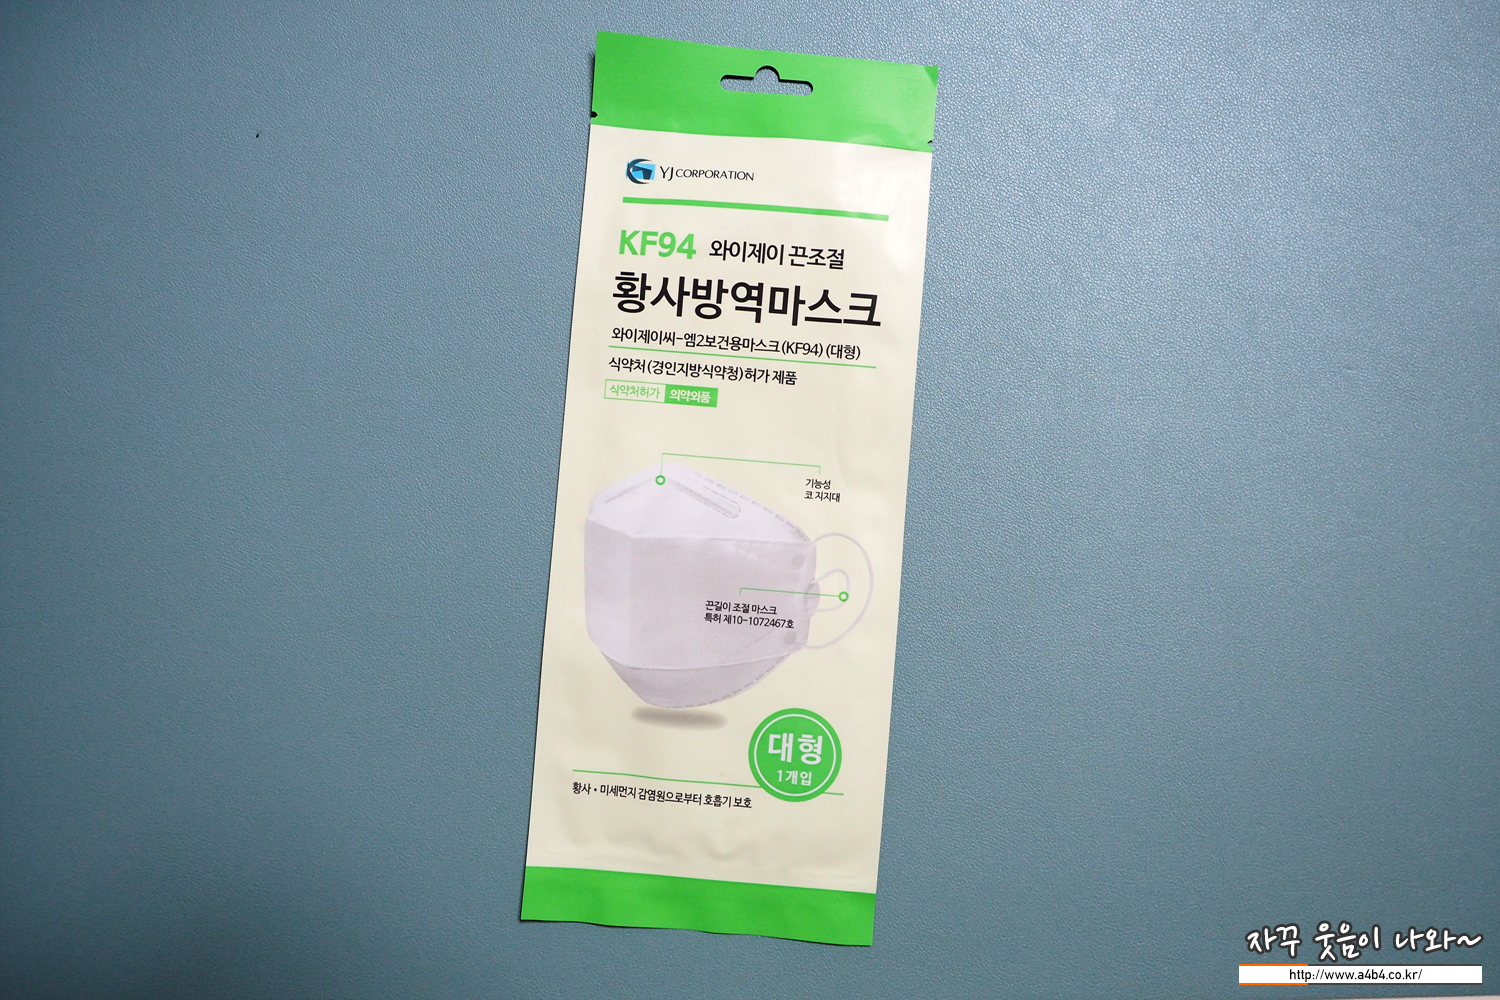 YJ CORPORATION
KF94 와이제이 끈조절
황사방역마스크
와이제이씨-엠2보건용마스크(KF94) (대형)
식약처(경인지방식약청)허가 제품
식약처허가 의약외품
기능성
코 지지대
끈길이 조절 마스크
특허 제10-1072467호
대형
1개입
황사•미세먼지 감염원으로부터 호흡기 보호
자꾸 웃음이 나와~
http://www.a4b4.co.kr/